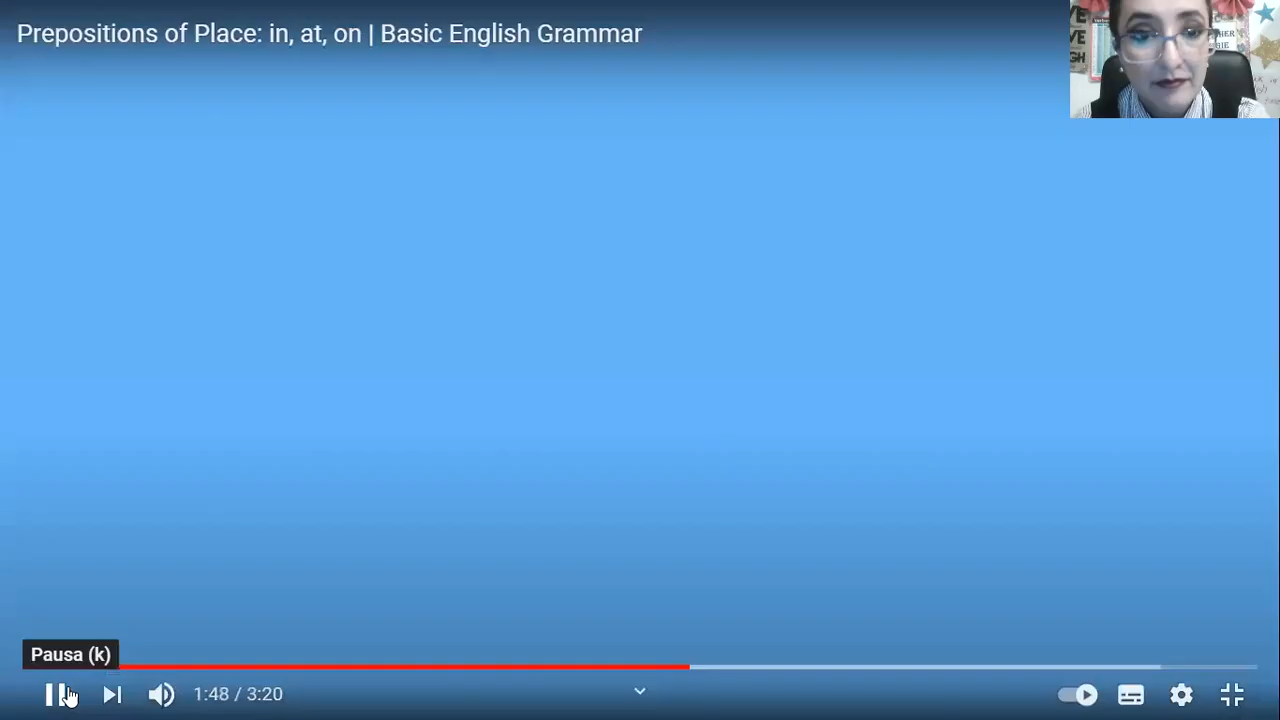 Prepositions of Place: in, at, on | Basic English Grammar
Pausa (k)
1:48 / 3:20